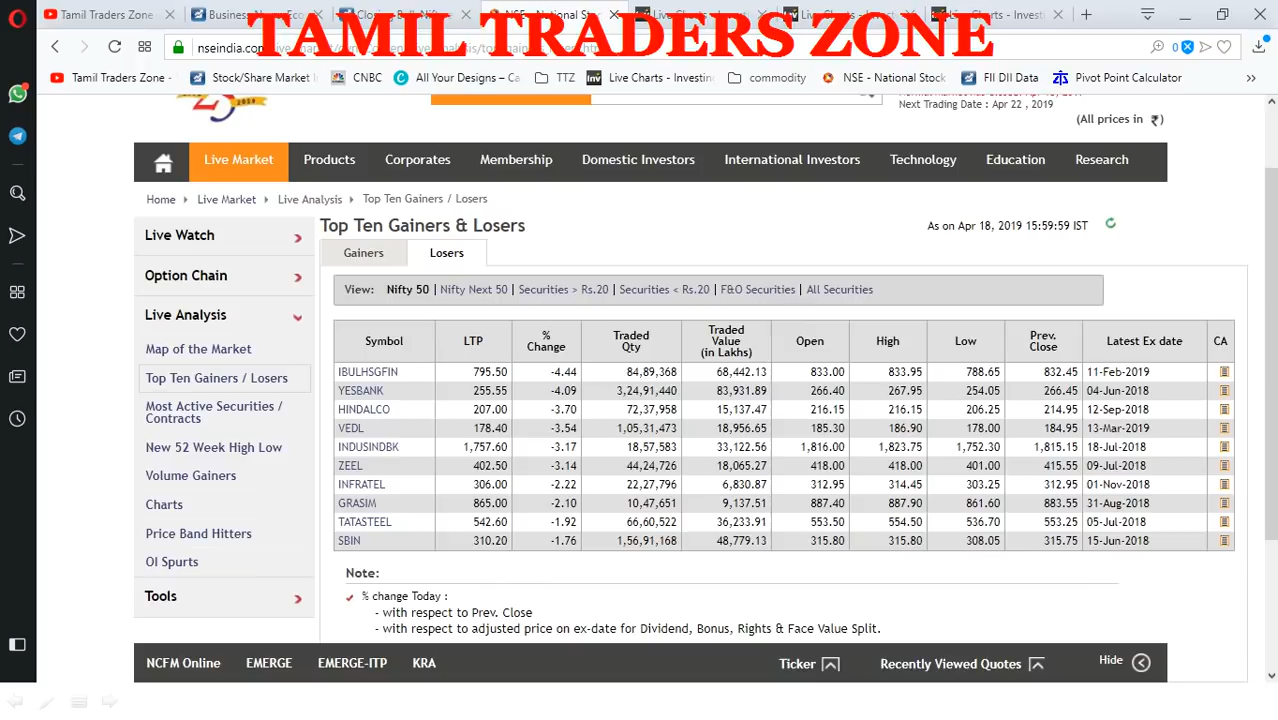 Tamil Traders Zone
Business News, Eco
Closing Bell: Nifty
NSE - National Sto
Live Charts - Invest
Live Charts - Invest
Live Charts - Investi
TAMIL TRADERS ZONE
nseindia.com
0
Tamil Traders Zone -
Stock/Share Market I
CNBC
All Your Designs – Ca
TTZ
Live Charts - Investin
commodity
NSE - National Stock
FII DII Data
Pivot Point Calculator
»
2019
Next Trading Date : Apr 22 , 2019
(All prices in ₹)
Live Market Products Corporates Membership Domestic Investors International Investors Technology Education Research
Home Live Market Live Analysis Top Ten Gainers / Losers
Live Watch
Option Chain
Live Analysis
Map of the Market
Top Ten Gainers / Losers
Most Active Securities /
Contracts
New 52 Week High Low
Volume Gainers
Charts
Price Band Hitters
OI Spurts
Tools
Top Ten Gainers & Losers
As on Apr 18, 2019 15:59:59 IST
Gainers Losers
View: Nifty 50 | Nifty Next 50 | Securities > Rs.20 | Securities < Rs.20 | F&O Securities | All Securities
Symbol LTP % Change Traded Qty Traded Value (in Lakhs) Open High Low Prev. Close Latest Ex date CA
IBULHSGFIN 795.50 -4.44 84,89,368 68,442.13 833.00 833.95 788.65 832.45 11-Feb-2019
YESBANK 255.55 -4.09 3,24,91,440 83,931.89 266.40 267.95 254.05 266.45 04-Jun-2018
HINDALCO 207.00 -3.70 72,37,958 15,137.47 216.15 216.15 206.25 214.95 12-Sep-2018
VEDL 178.40 -3.54 1,05,31,473 18,956.65 185.30 186.90 178.00 184.95 13-Mar-2019
INDUSINDBK 1,757.60 -3.17 18,57,583 33,122.56 1,816.00 1,823.75 1,752.30 1,815.15 18-Jul-2018
ZEEL 402.50 -3.14 44,24,726 18,065.27 418.00 418.00 401.00 415.55 09-Jul-2018
INFRATEL 306.00 -2.22 22,27,796 6,830.87 312.95 314.45 303.25 312.95 01-Nov-2018
GRASIM 865.00 -2.10 10,47,651 9,137.51 887.40 887.90 861.60 883.55 31-Aug-2018
TATASTEEL 542.60 -1.92 66,60,522 36,233.91 553.50 554.50 536.70 553.25 05-Jul-2018
SBIN 310.20 -1.76 1,56,91,168 48,779.13 315.80 315.80 308.05 315.75 15-Jun-2018
Note:
% change Today :
- with respect to Prev. Close
- with respect to adjusted price on ex-date for Dividend, Bonus, Rights & Face Value Split.
NCFM Online EMERGE EMERGE-ITP KRA Ticker Recently Viewed Quotes Hide